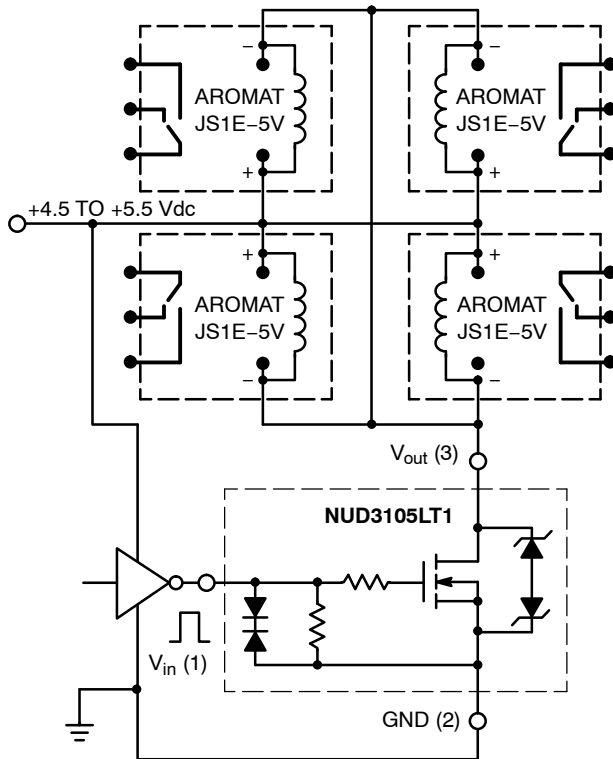 − −
AROMAT AROMAT
JS1E−5V JS1E−5V
+ +
+4.5 TO +5.5 Vdc
+ +
AROMAT AROMAT
JS1E−5V JS1E−5V
− −
Vout (3)
NUD3105LT1
Vin (1)
GND (2)